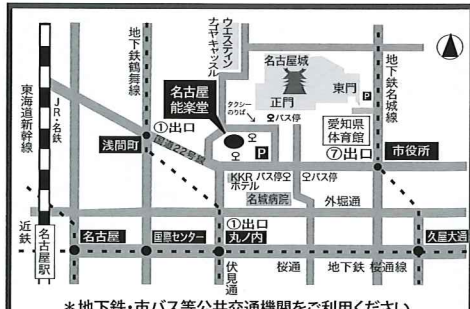 ウエスティン
ナゴヤキャッスル
地下鉄鶴舞線
地下鉄名城線
名古屋城
東門
正門
P
名古屋
能楽堂
タクシー
のりば
バス停
愛知県
体育館
東海道新幹線
JR・名鉄
①出口
浅間町
国道22号線
P
⑦出口
市役所
KKR
ホテル
バス停
バス停
名城病院
外堀通
①出口
近鉄
名古屋駅
名古屋
国際センター
丸ノ内
久屋大通
伏見通
桜通
地下鉄 桜通線
*地下鉄・市バス等公共交通機関をご利用ください